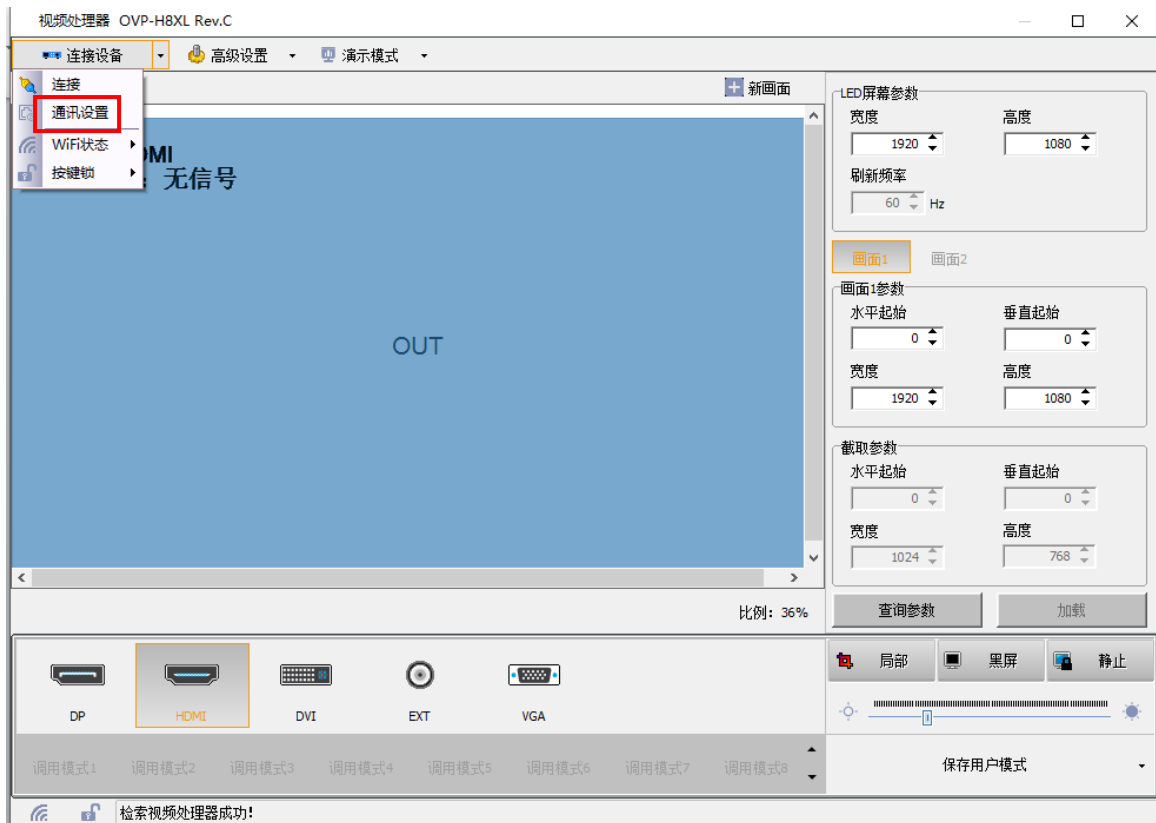 视频处理器 OVP-H8XL Rev.C
连接设备 高级设置 演示模式
连接
通讯设置
WiFi状态
按键锁
新画面
MI
：无信号
OUT
比例：36%
LED屏幕参数
宽度 高度
1920 1080
刷新频率
60 Hz
画面1 画面2
画面1参数
水平起始 垂直起始
0 0
宽度 高度
1920 1080
截取参数
水平起始 垂直起始
0 0
宽度 高度
1024 768
查询参数 加载
DP HDMI DVI EXT VGA
局部 黑屏 静止
调用模式1 调用模式2 调用模式3 调用模式4 调用模式5 调用模式6 调用模式7 调用模式8
保存用户模式
检索视频处理器成功!